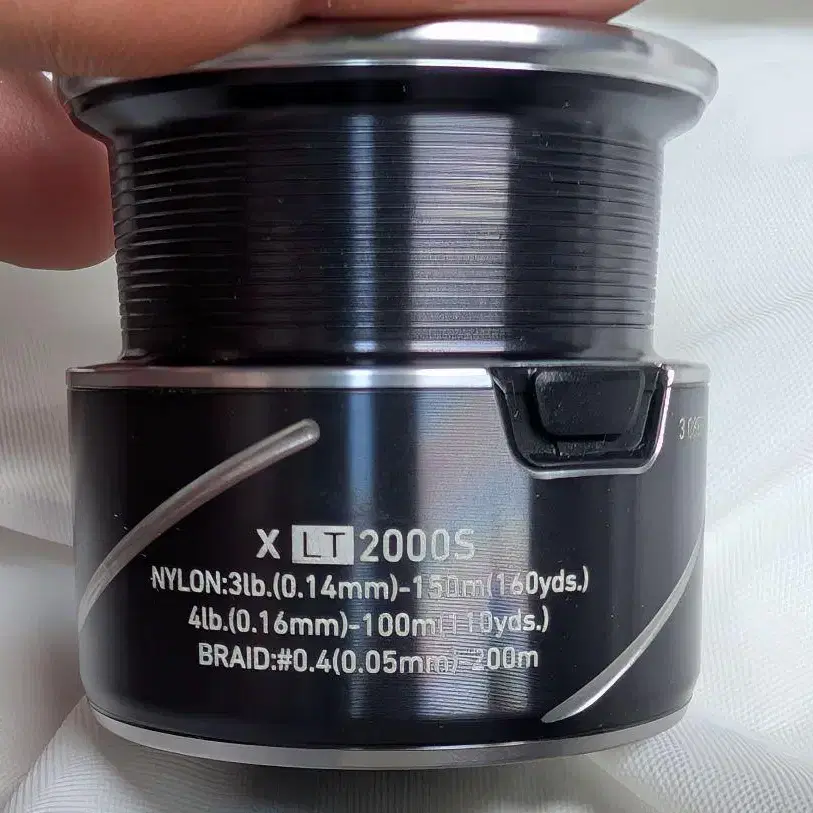 X LT 2000S
NYLON:3lb.(0.14mm)-150m(160yds.)
4lb.(0.16mm)-100m(110yds.)
BRAID:#0.4(0.05mm)-200m